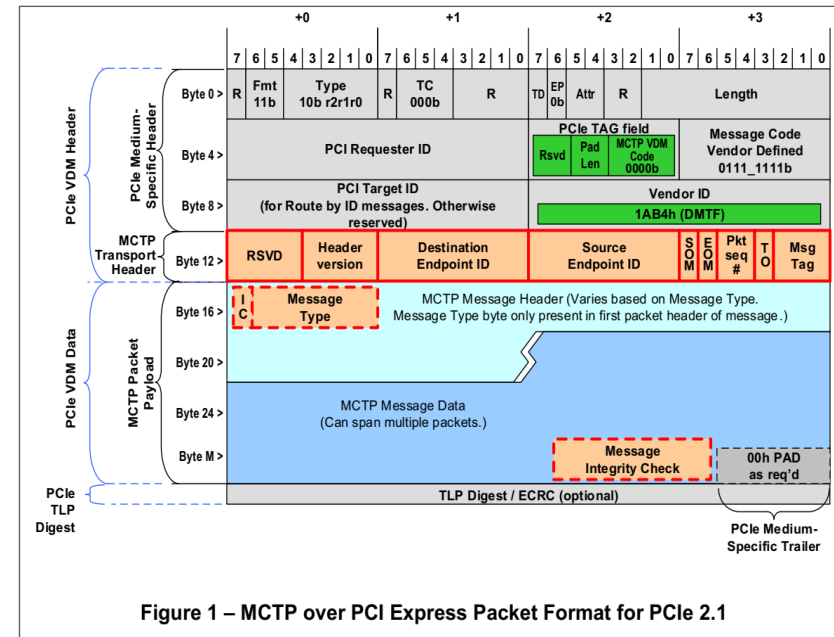 +0 +1 +2 +3
7 6 5 4 3 2 1 0 7 6 5 4 3 2 1 0 7 6 5 4 3 2 1 0 7 6 5 4 3 2 1 0
PCIe VDM Header
PCIe Medium-
Specific Header
Byte 0 >
R
Fmt
11b
Type
10b r2r1r0
R
TC
000b
R
TD
EP
0b
Attr
R
Length
Byte 4 >
PCI Requester ID
PCIe TAG field
Rsvd
Pad
Len
MCTP VDM
Code
0000b
Message Code
Vendor Defined
0111_1111b
Byte 8 >
PCI Target ID
(for Route by ID messages. Otherwise
reserved)
Vendor ID
1AB4h (DMTF)
MCTP
Transport
Header
Byte 12 >
RSVD
Header
version
Destination
Endpoint ID
Source
Endpoint ID
SOM
EOM
Pkt
seq
#
TO
Msg
Tag
PCIe VDM Data
MCTP Packet
Payload
Byte 16 >
IC
Message
Type
MCTP Message Header (Varies based on Message Type.
Message Type byte only present in first packet header of message.)
Byte 20 >
Byte 24 >
MCTP Message Data
(Can span multiple packets.)
Byte M >
Message
Integrity Check
00h PAD
as req'd
PCIe
TLP
Digest
TLP Digest / ECRC (optional)
PCIe Medium-
Specific Trailer
Figure 1 – MCTP over PCI Express Packet Format for PCIe 2.1